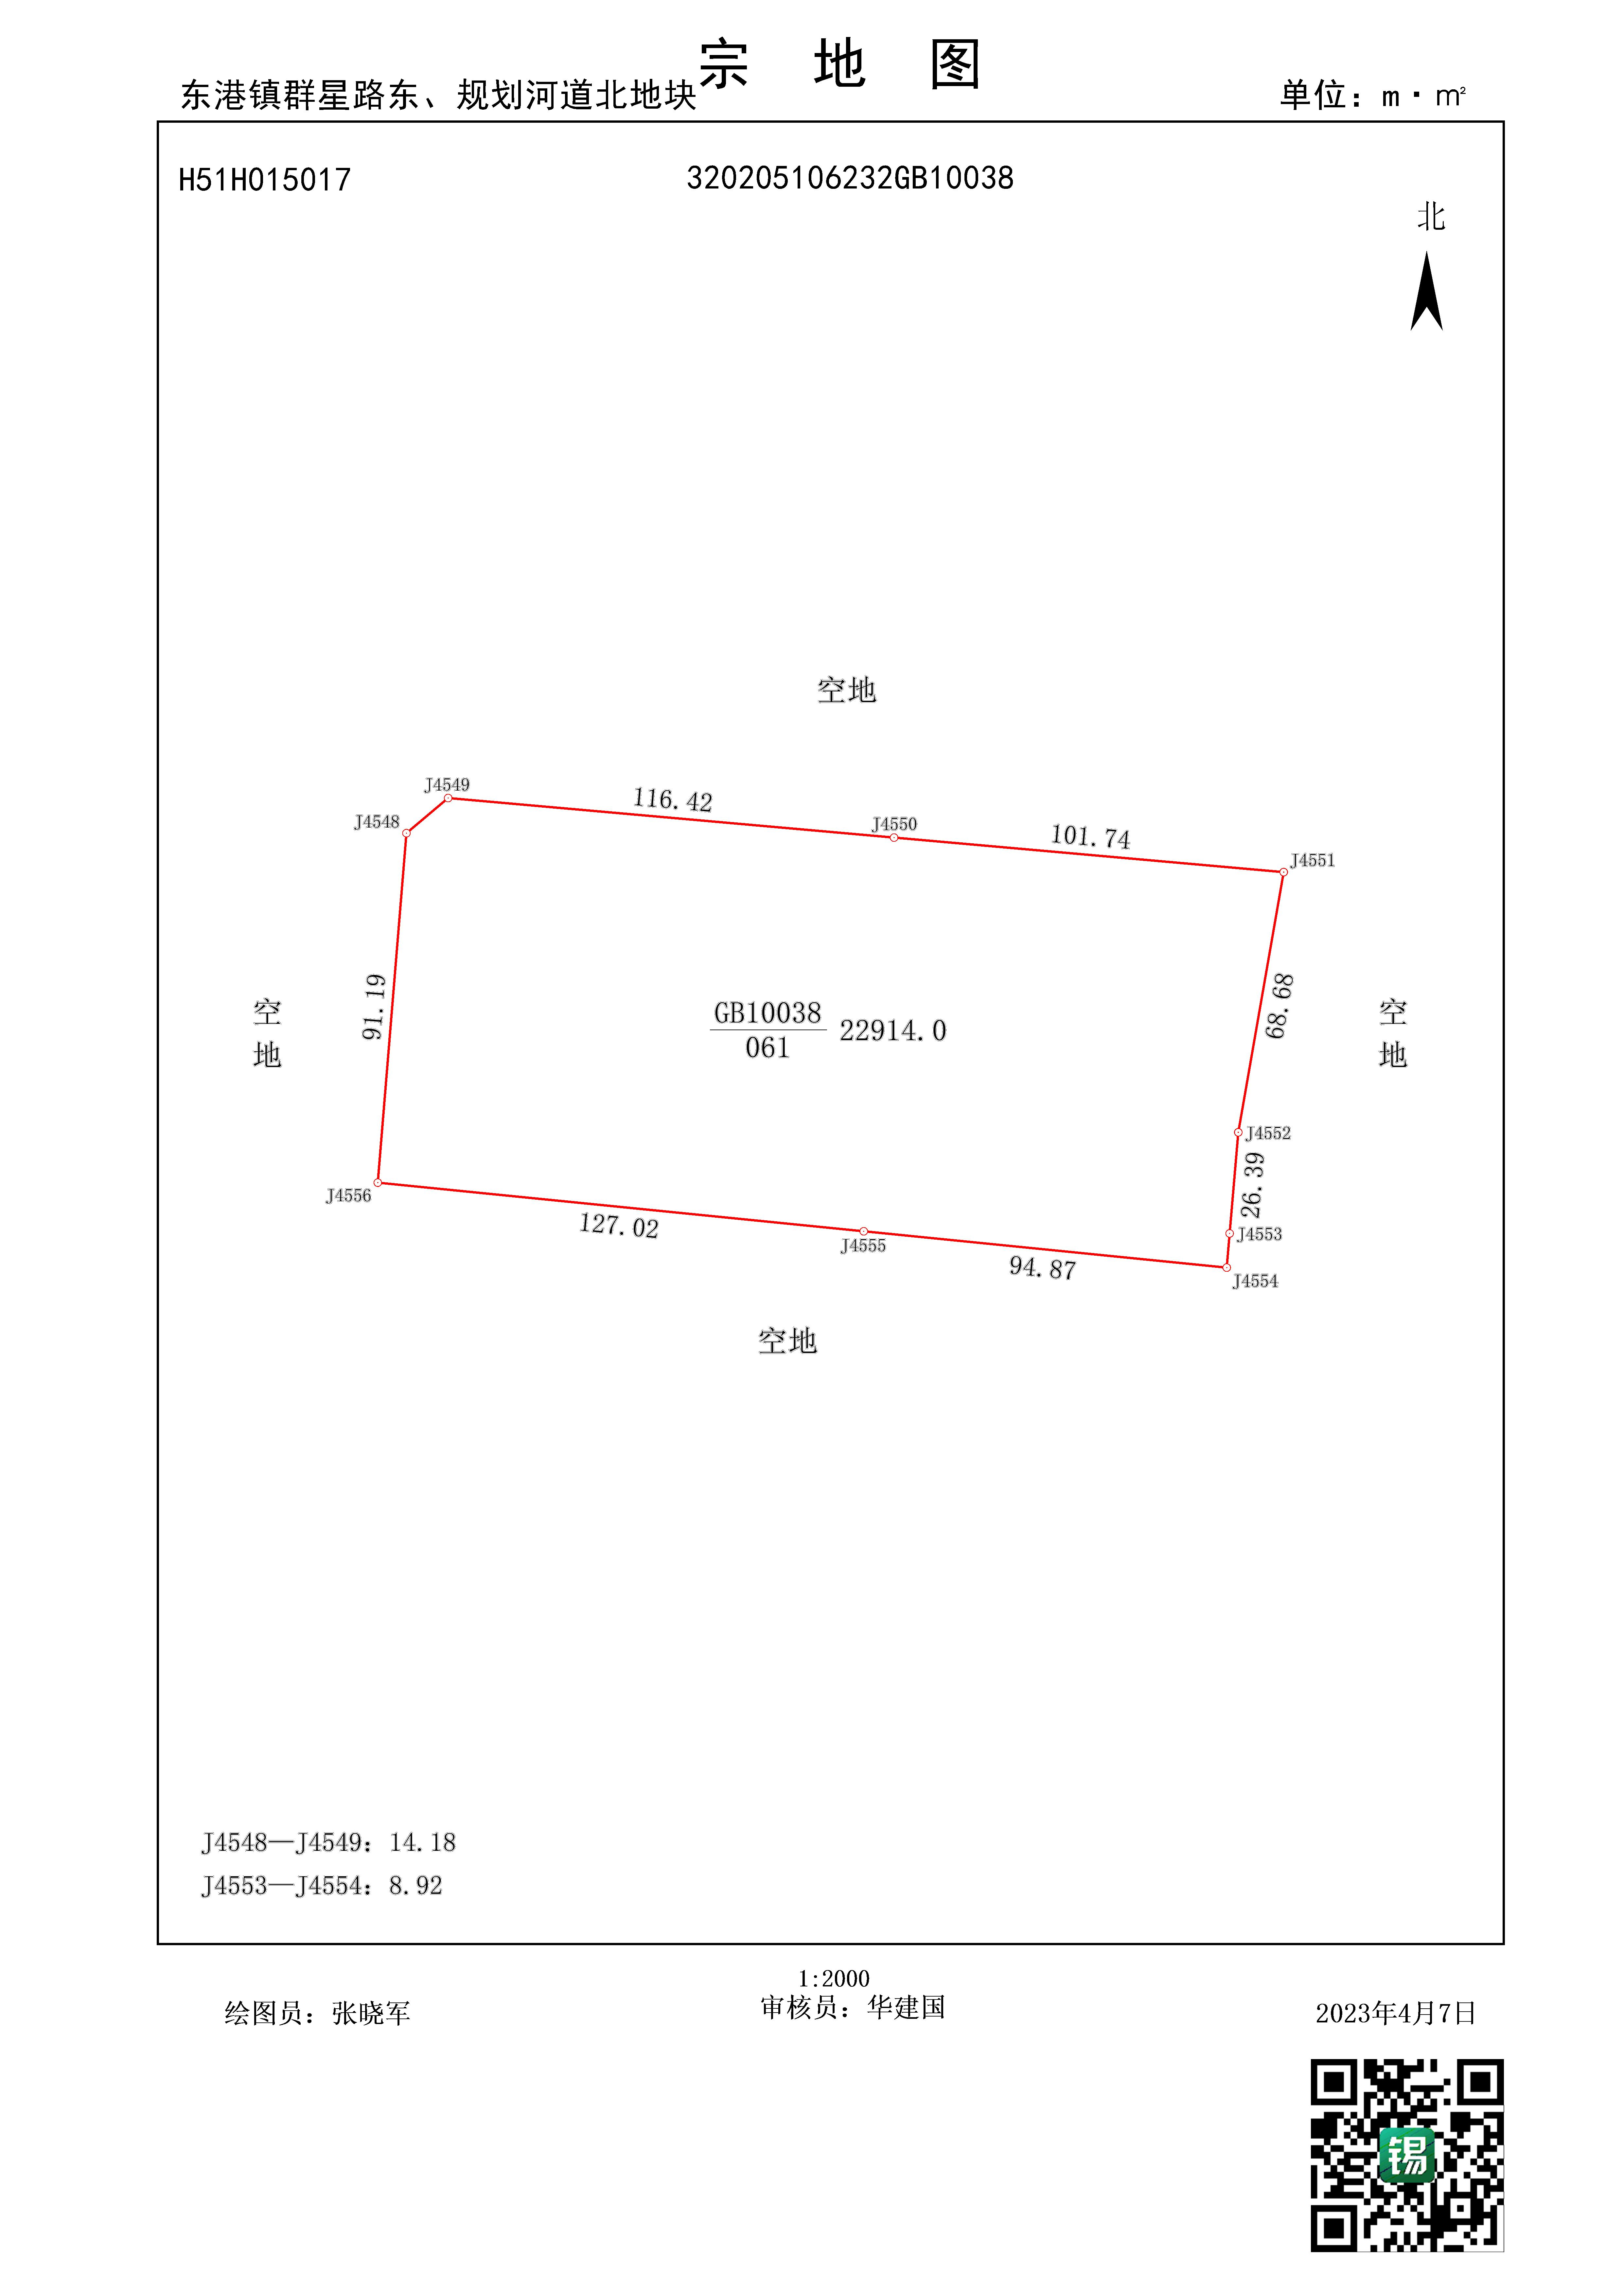 宗 地 图
东港镇群星路东、规划河道北地块
单位：m·㎡
H51H015017
320205106232GB10038
北
空地
J4549
116.42
J4548
J4550
101.74
J4551
91.19
68.68
空地
空地
GB10038
061
22914.0
J4552
26.39
J4556
127.02
J4555
J4553
94.87
J4554
空地
J4548—J4549：14.18
J4553—J4554：8.92
1:2000
绘图员：张晓军
审核员：华建国
2023年4月7日
锡